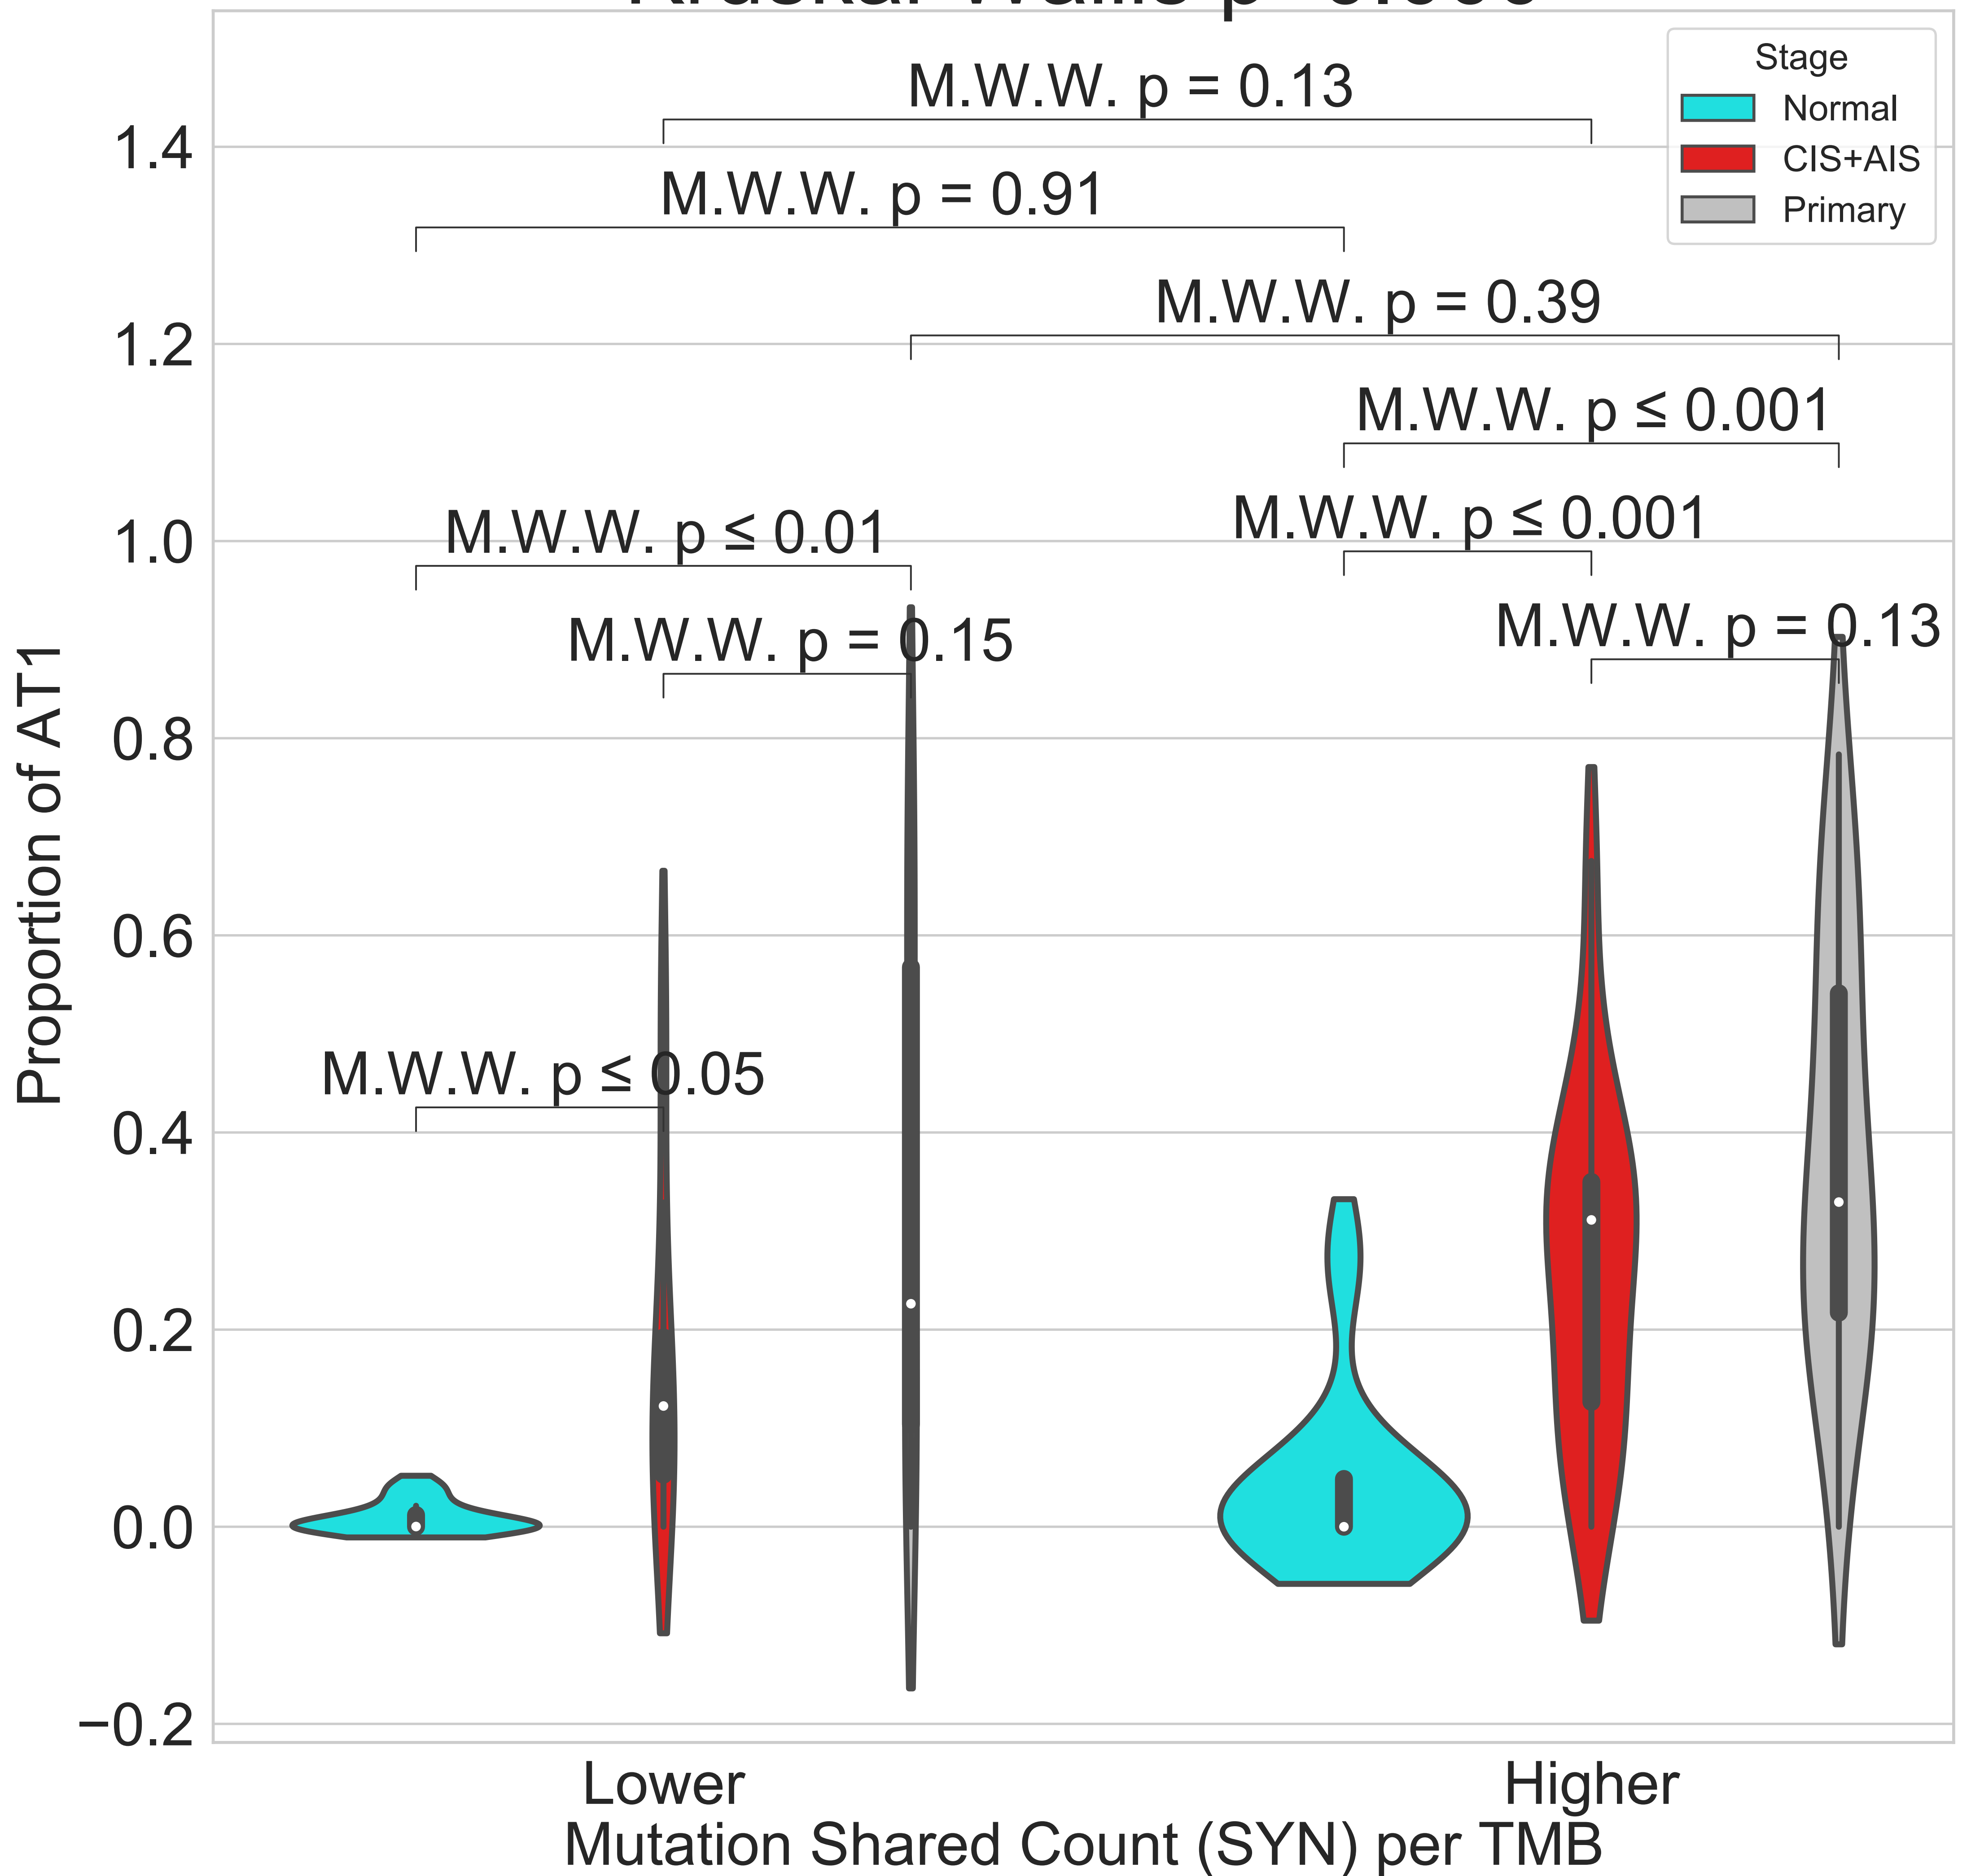 Stage
Normal
CIS+AIS
Primary
M.W.W. p = 0.13
M.W.W. p = 0.91
M.W.W. p = 0.39
M.W.W. p ≤ 0.001
M.W.W. p ≤ 0.01
M.W.W. p ≤ 0.001
M.W.W. p = 0.15
M.W.W. p = 0.13
M.W.W. p ≤ 0.05
1.4
1.2
1.0
0.8
0.6
0.4
0.2
0.0
−0.2
Proportion of AT1
Lower
Higher
Mutation Shared Count (SYN) per TMB